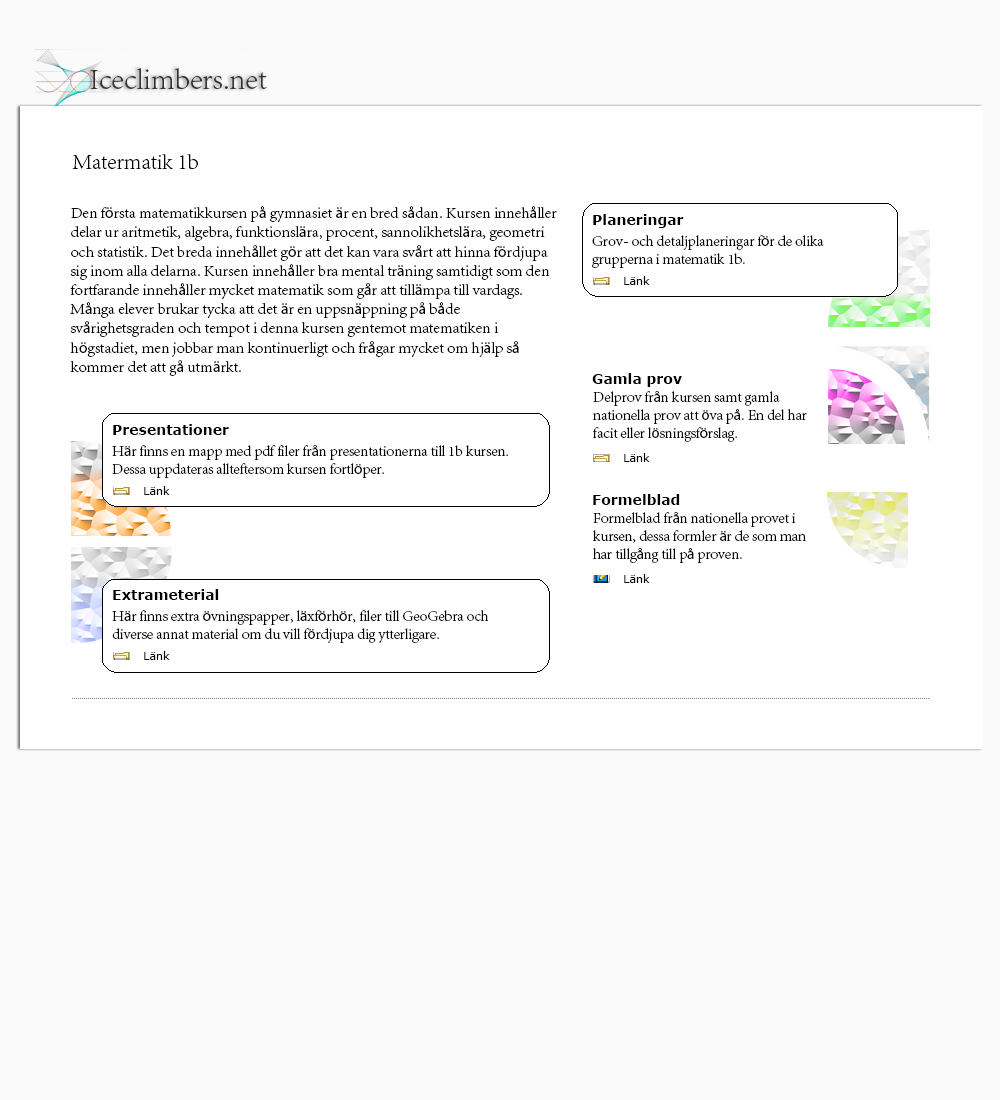 Iceclimbers.net
Matermatik 1b
Den första matematikkursen på gymnasiet är en bred sådan. Kursen innehåller
delar ur aritmetik, algebra, funktionslära, procent, sannolikhetslära, geometri
och statistik. Det breda innehållet gör att det kan vara svårt att hinna fördjupa
sig inom alla delarna. Kursen innehåller bra mental träning samtidigt som den
fortfarande innehåller mycket matematik som går att tillämpa till vardags.
Många elever brukar tycka att det är en uppsnäppning på både
svårighetsgraden och tempot i denna kursen gentemot matematiken i
högstadiet, men jobbar man kontinuerligt och frågar mycket om hjälp så
kommer det att gå utmärkt.
Presentationer
Här finns en mapp med pdf filer från presentationerna till 1b kursen.
Dessa uppdateras allteftersom kursen fortlöper.
Länk
Extrameterial
Här finns extra övningspapper, läxförhör, filer till GeoGebra och
diverse annat material om du vill fördjupa dig ytterligare.
Länk
Planeringar
Grov- och detaljplaneringar för de olika
grupperna i matematik 1b.
Länk
Gamla prov
Delprov från kursen samt gamla
nationella prov att öva på. En del har
facit eller lösningsförslag.
Länk
Formelblad
Formelblad från nationella provet i
kursen, dessa formler är de som man
har tillgång till på proven.
Länk